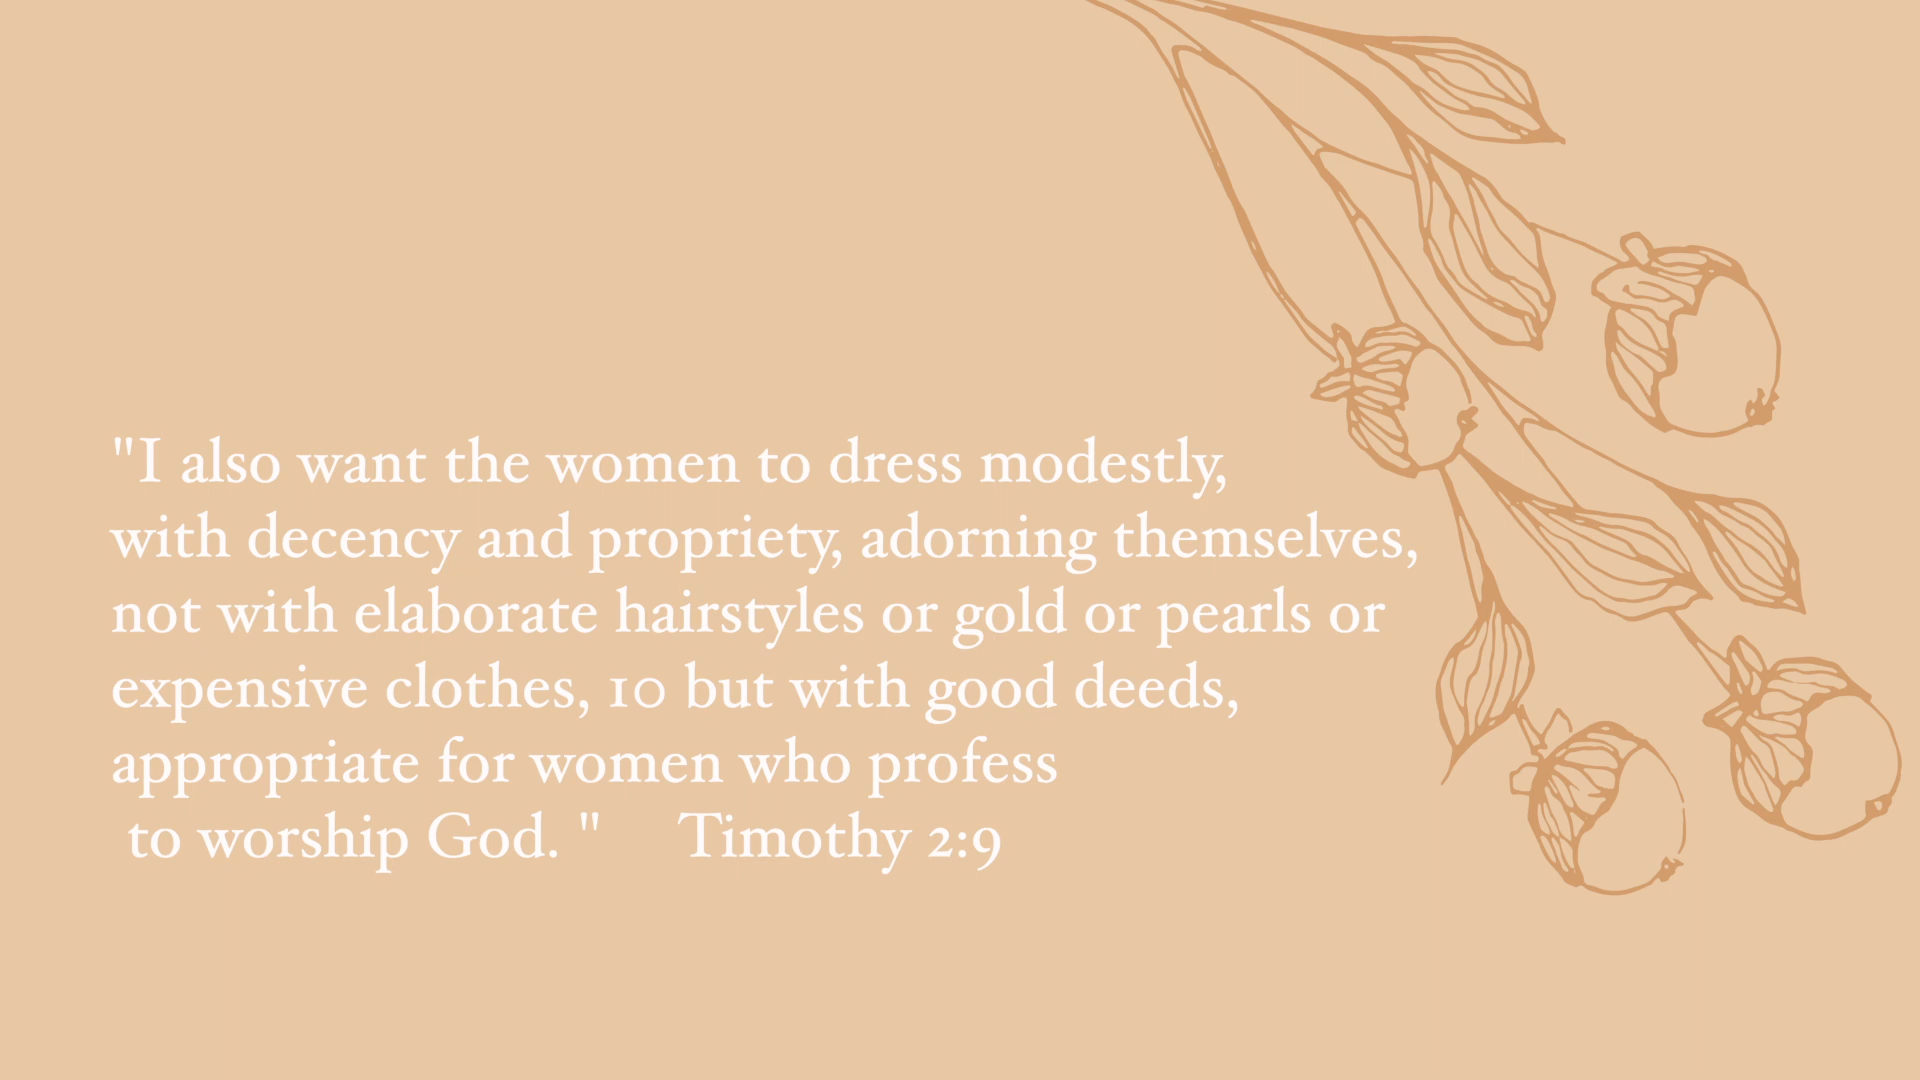 "I also want the women to dress modestly,
with decency and propriety, adorning themselves,
not with elaborate hairstyles or gold or pearls or
expensive clothes, 10 but with good deeds,
appropriate for women who profess
to worship God. " Timothy 2:9